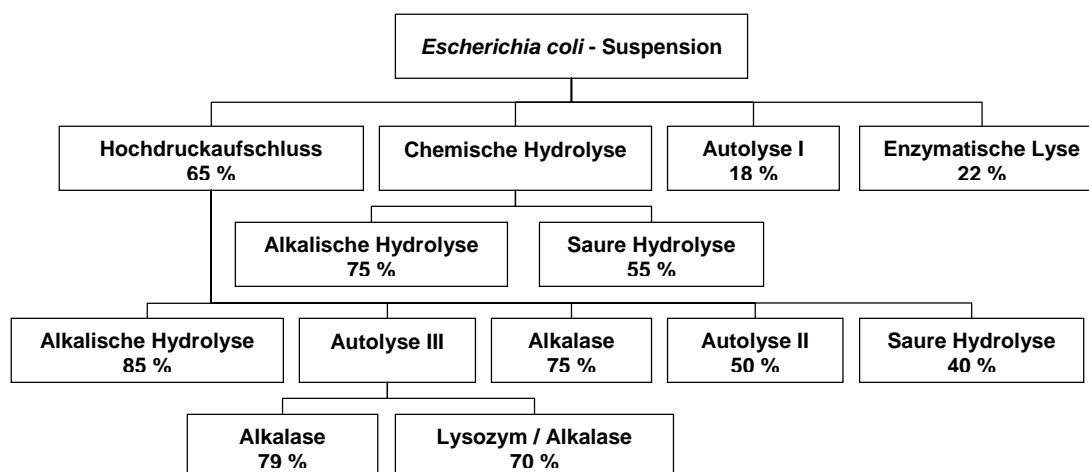 Escherichia coli - Suspension
Hochdruckaufschluss
65 %
Chemische Hydrolyse
Autolyse I
18 %
Enzymatische Lyse
22 %
Alkalische Hydrolyse
75 %
Saure Hydrolyse
55 %
Alkalische Hydrolyse
85 %
Autolyse III
Alkalase
75 %
Autolyse II
50 %
Saure Hydrolyse
40 %
Alkalase
79 %
Lysozym / Alkalase
70 %